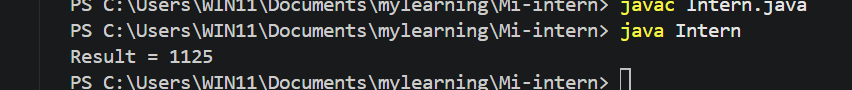 PS C:\Users\WIN11\Documents\mylearning\Mi-intern> javac Intern.java
PS C:\Users\WIN11\Documents\mylearning\Mi-intern> java Intern
Result = 1125
PS C:\Users\WIN11\Documents\mylearning\Mi-intern>